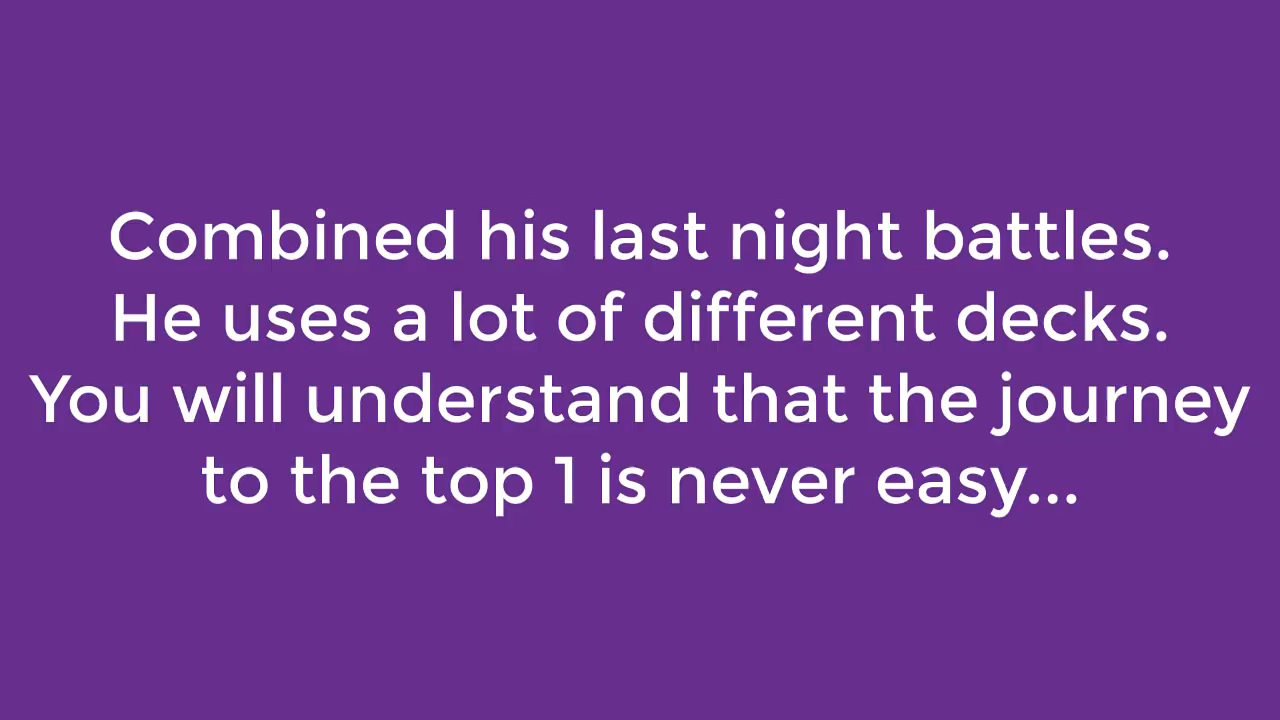 Combined his last night battles.
He uses a lot of different decks.
You will understand that the journey
to the top 1 is never easy...